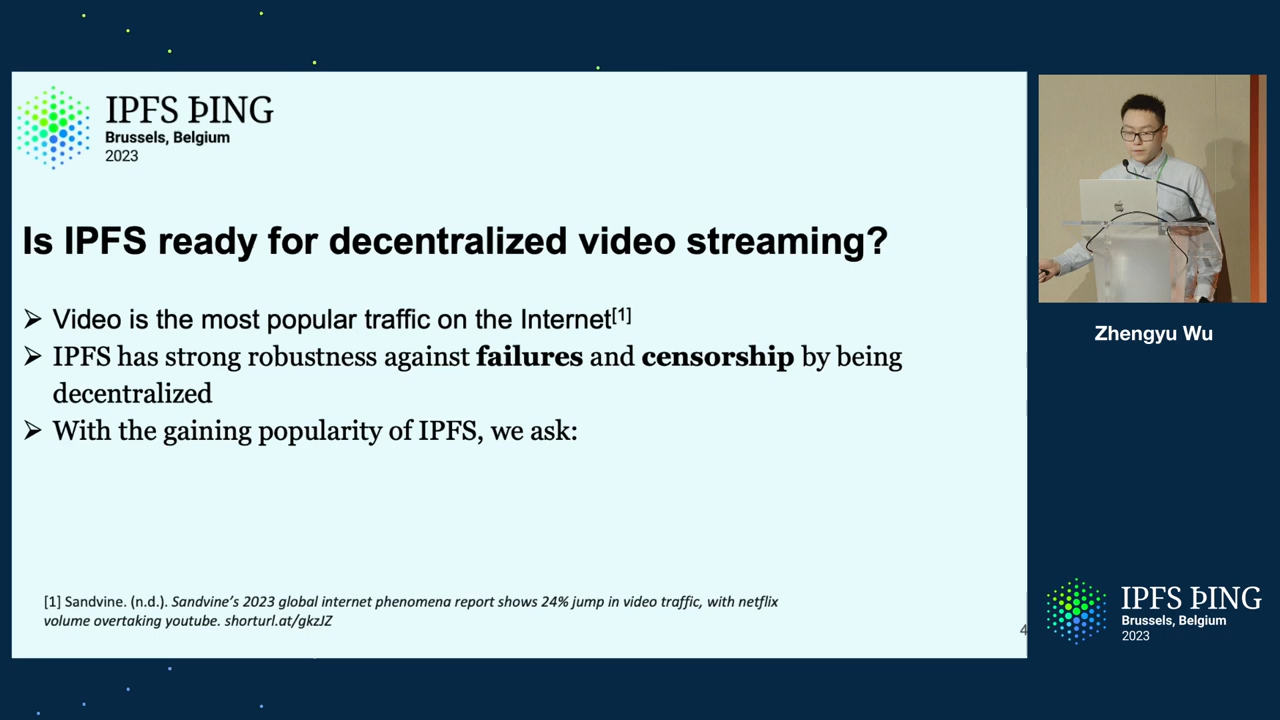 IPFS ÞING
Brussels, Belgium
2023
Is IPFS ready for decentralized video streaming?
➢ Video is the most popular traffic on the Internet[1]
➢ IPFS has strong robustness against failures and censorship by being
decentralized
➢ With the gaining popularity of IPFS, we ask:
[1] Sandvine. (n.d.). Sandvine's 2023 global internet phenomena report shows 24% jump in video traffic, with netflix
volume overtaking youtube. shorturl.at/gkzJZ
4
Zhengyu Wu
IPFS ÞING
Brussels, Belgium
2023